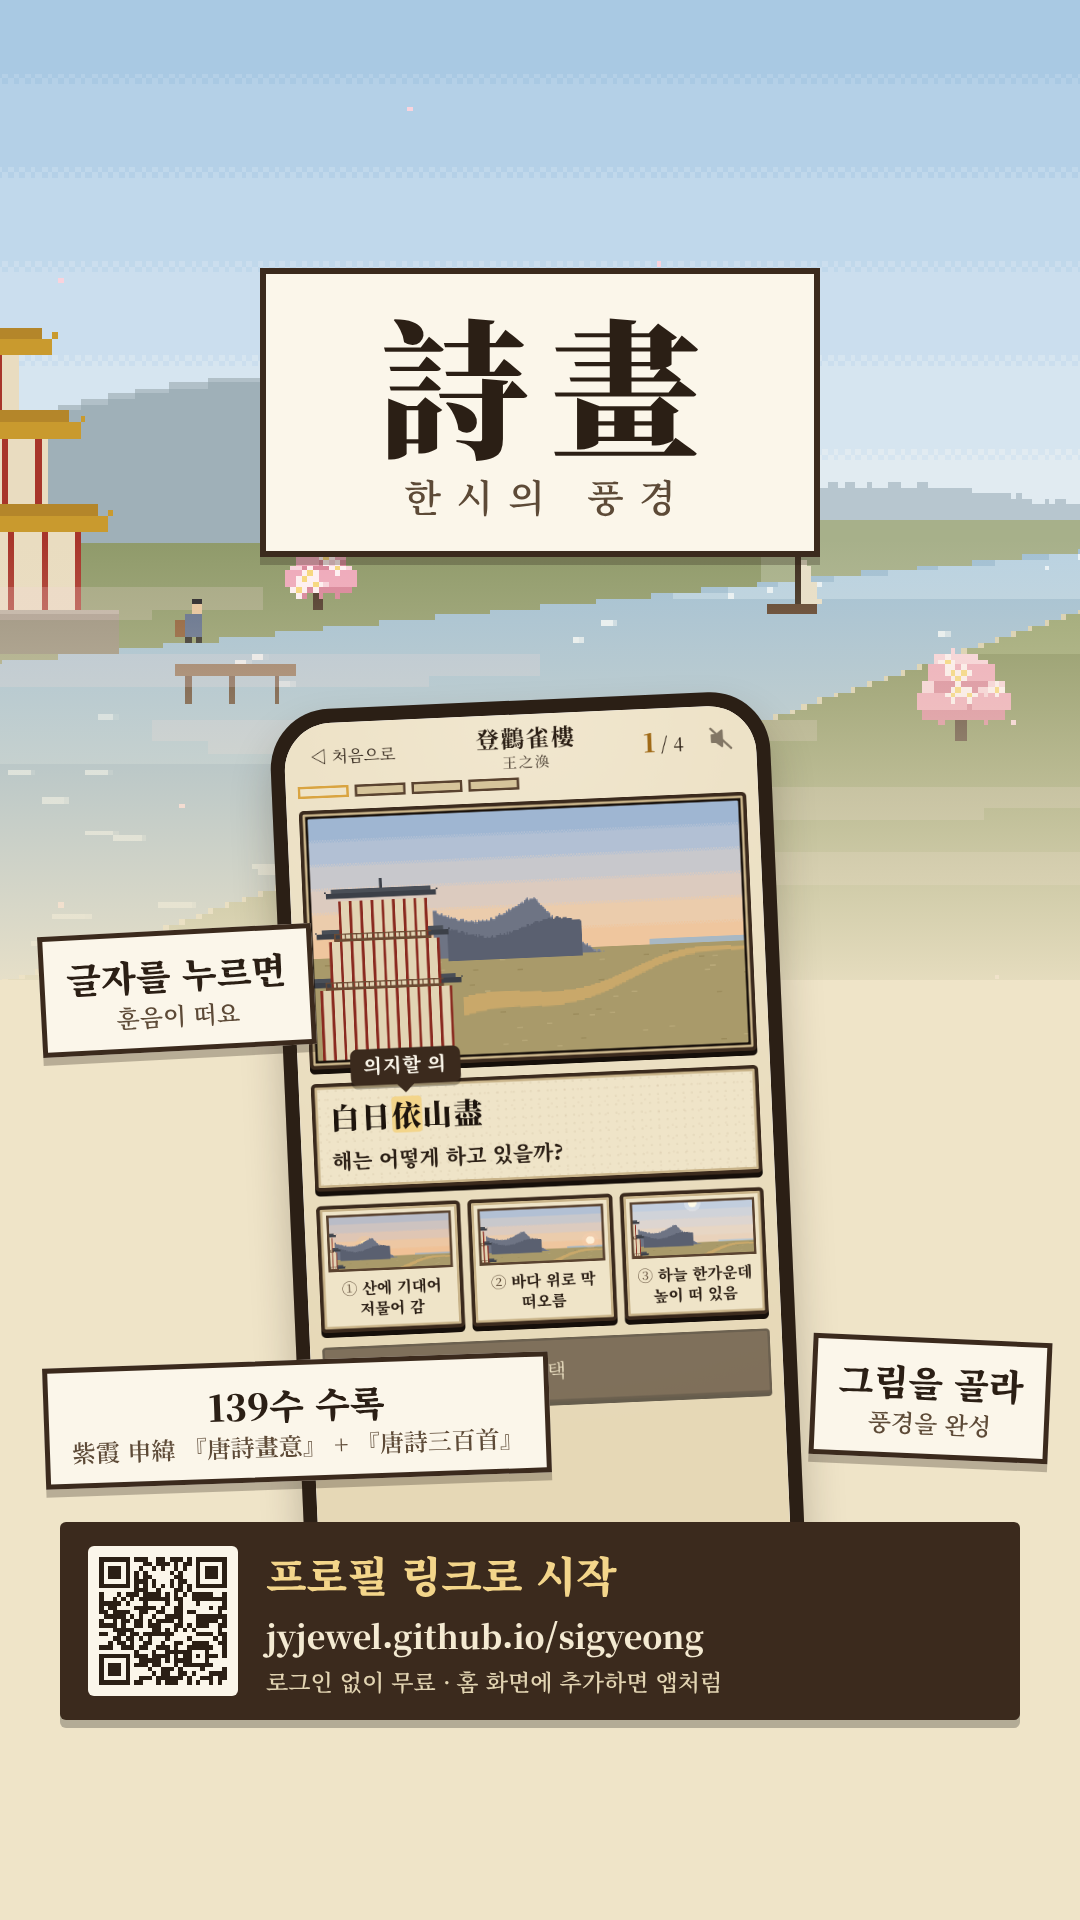 詩畫
한시의 풍경
◁ 처음으로
登鸛雀樓
王之渙
1 / 4
글자를 누르면
훈음이 떠요
의지할 의
白日依山盡
해는 어떻게 하고 있을까?
① 산에 기대어
저물어 감
② 바다 위로 막
떠오름
③ 하늘 한가운데
높이 떠 있음
택
139수 수록
紫霞 申緯 『唐詩畫意』 + 『唐詩三百首』
그림을 골라
풍경을 완성
프로필 링크로 시작
jyjewel.github.io/sigyeong
로그인 없이 무료 · 홈 화면에 추가하면 앱처럼